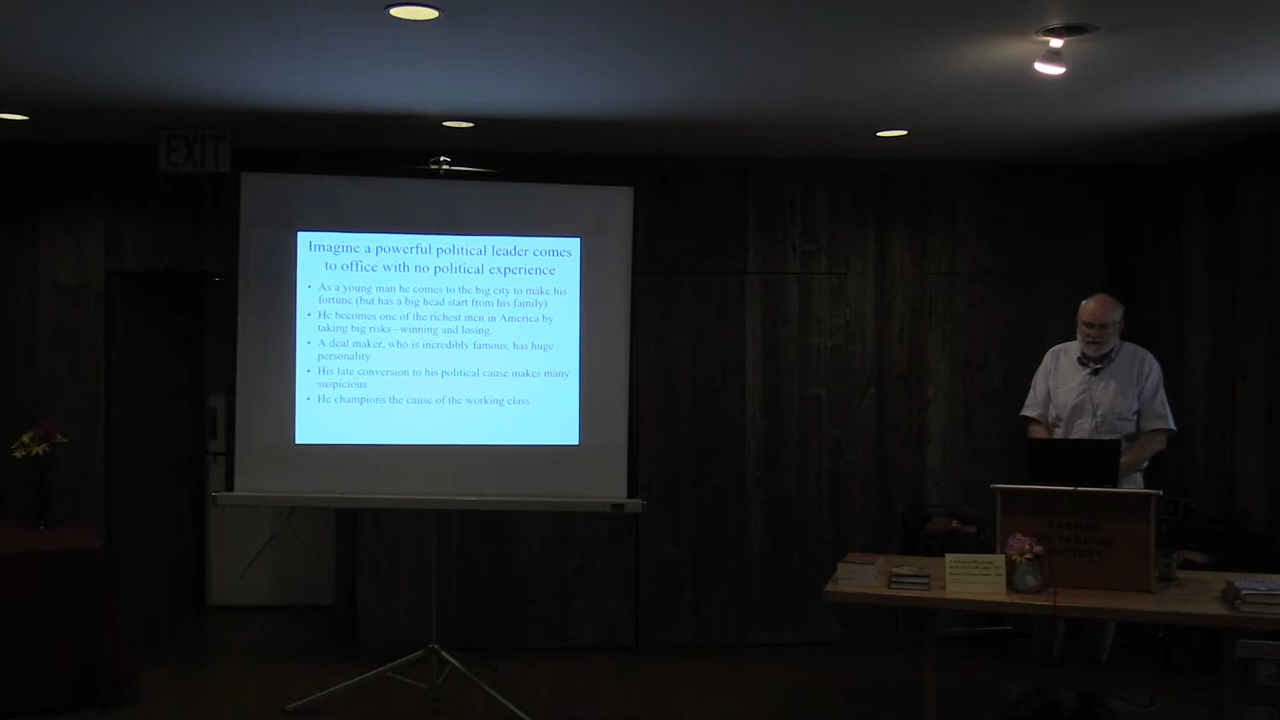 EXIT
Imagine a powerful political leader comes
to office with no political experience
• As a young man he comes to the big city to make his
fortune (but has a big head start from his family)
• He becomes one of the richest men in America by
taking big risks –winning and losing.
• A deal maker, who is incredibly famous, has huge
personality
• His late conversion to his political cause makes many
suspicious.
• He champions the cause of the working class.
SOCIETY